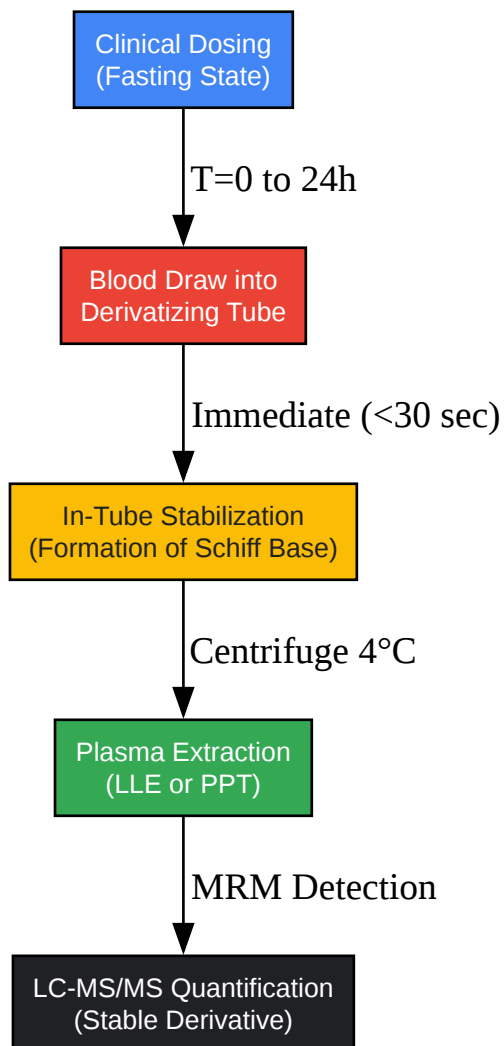 Clinical Dosing
(Fasting State)
T=0 to 24h
Blood Draw into
Derivatizing Tube
Immediate (<30 sec)
In-Tube Stabilization
(Formation of Schiff Base)
Centrifuge 4°C
Plasma Extraction
(LLE or PPT)
MRM Detection
LC-MS/MS Quantification
(Stable Derivative)